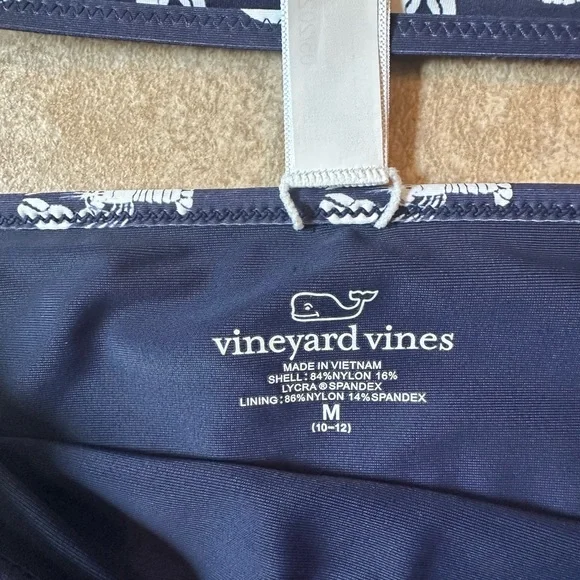 vineyard vines
MADE IN VIETNAM
SHELL:84%NYLON 16%
LYCRA®SPANDEX
LINING:86%NYLON 14%SPANDEX
M
(10-12)